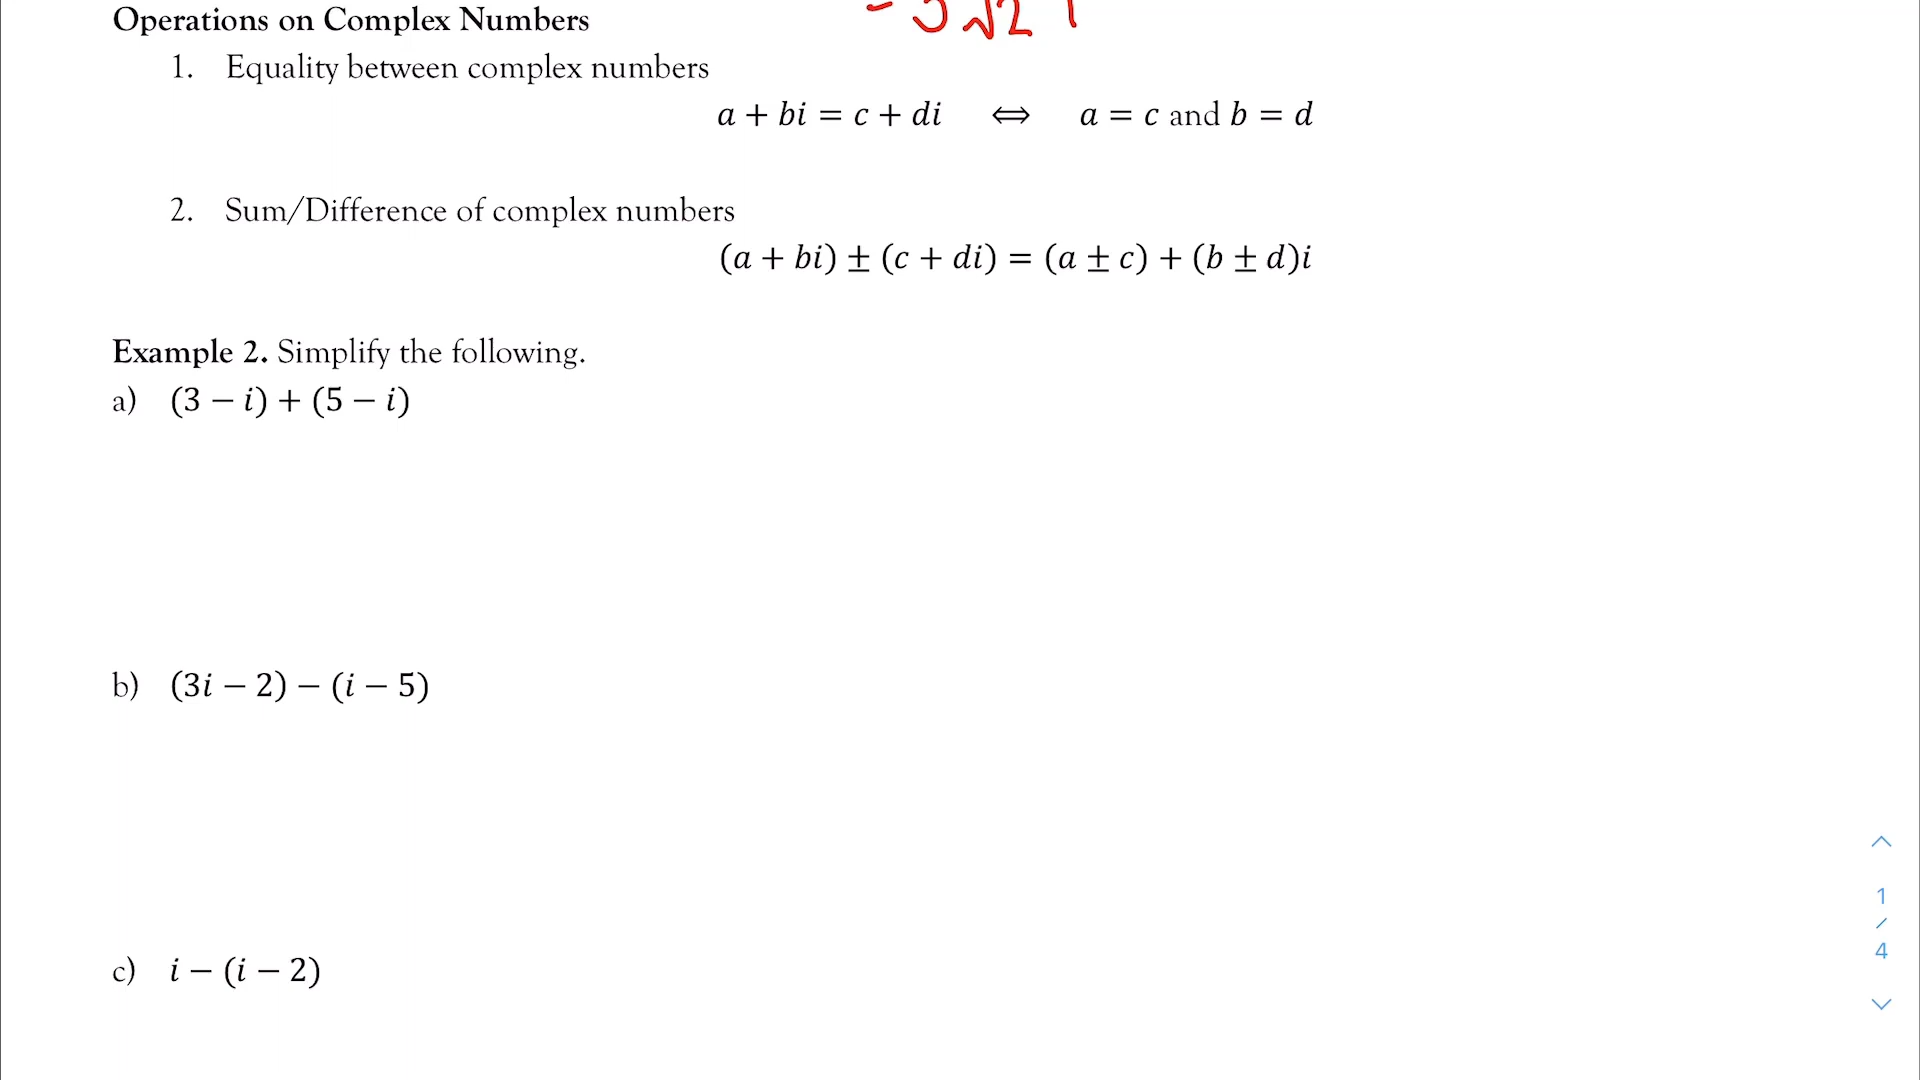 Operations on Complex Numbers
1. Equality between complex numbers
a + bi = c + di ⟺ a = c and b = d
2. Sum/Difference of complex numbers
(a + bi) ± (c + di) = (a ± c) + (b ± d)i
Example 2. Simplify the following.
a) (3 − i) + (5 − i)
b) (3i − 2) − (i − 5)
c) i − (i − 2)
1
/
4